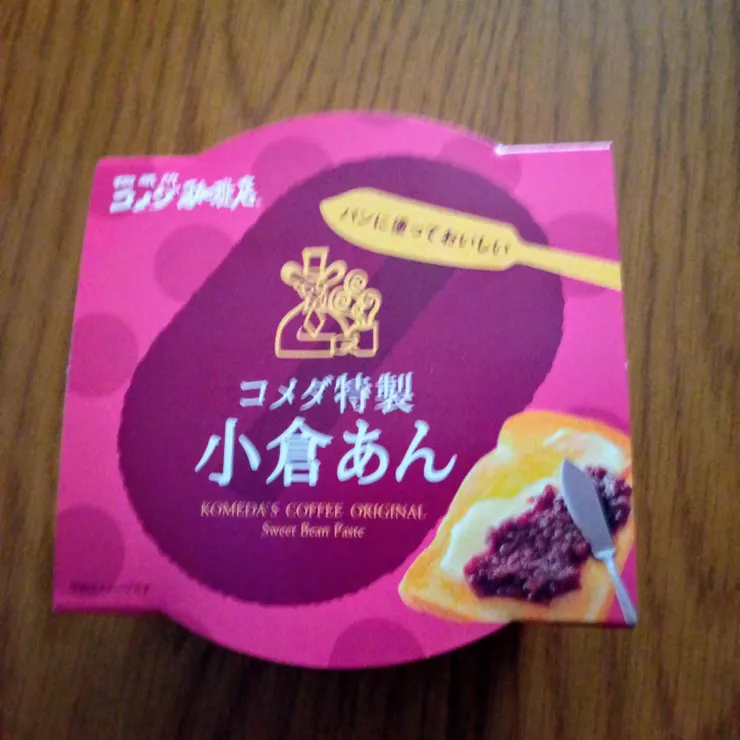 コメダ珈琲店
パンに塗っておいしい
コメダ特製
小倉あん
KOMEDA'S COFFEE ORIGINAL
Sweet Bean Paste